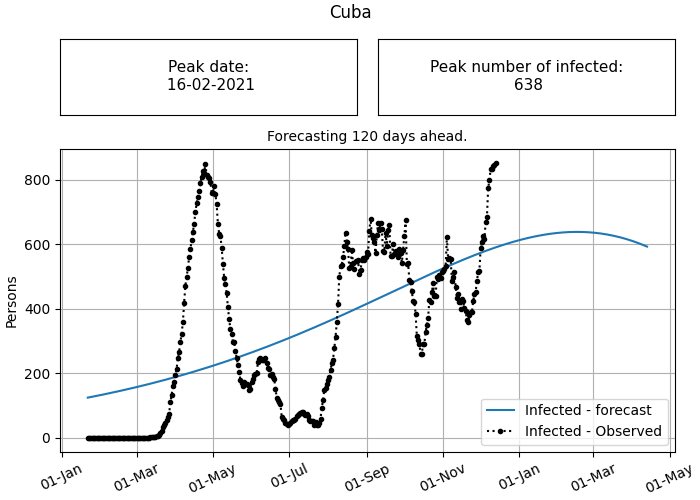 Cuba
Peak date:
16-02-2021
Peak number of infected:
638
Forecasting 120 days ahead.
Persons
800
600
400
200
0
Infected - forecast
Infected - Observed
01-Jan
01-Mar
01-May
01-Jul
01-Sep
01-Nov
01-Jan
01-Mar
01-May